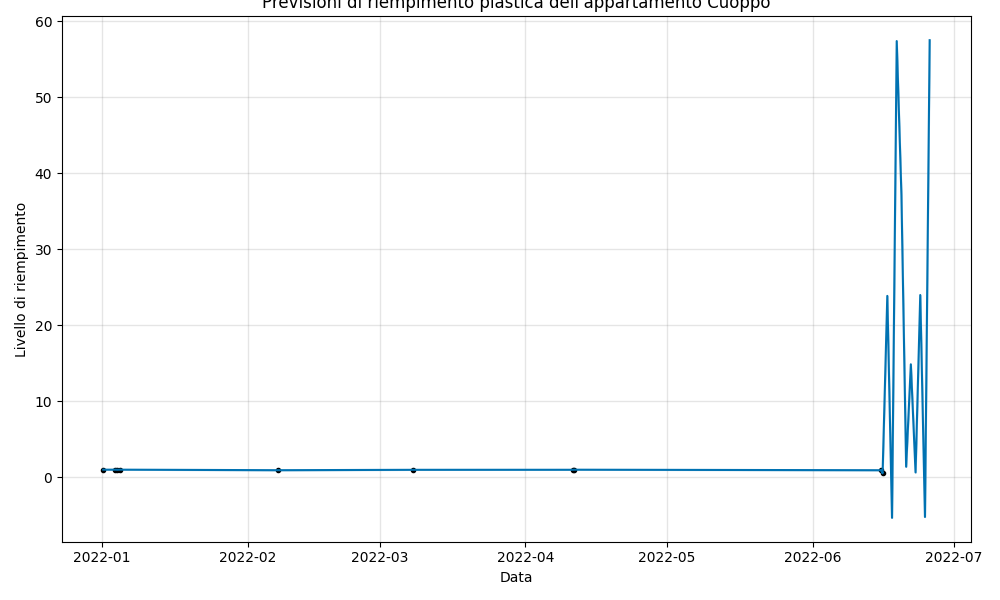 Previsioni di riempimento plastica dell'appartamento Cuoppo
60
50
40
30
20
10
0
Livello di riempimento
2022-01 2022-02 2022-03 2022-04 2022-05 2022-06 2022-07
Data